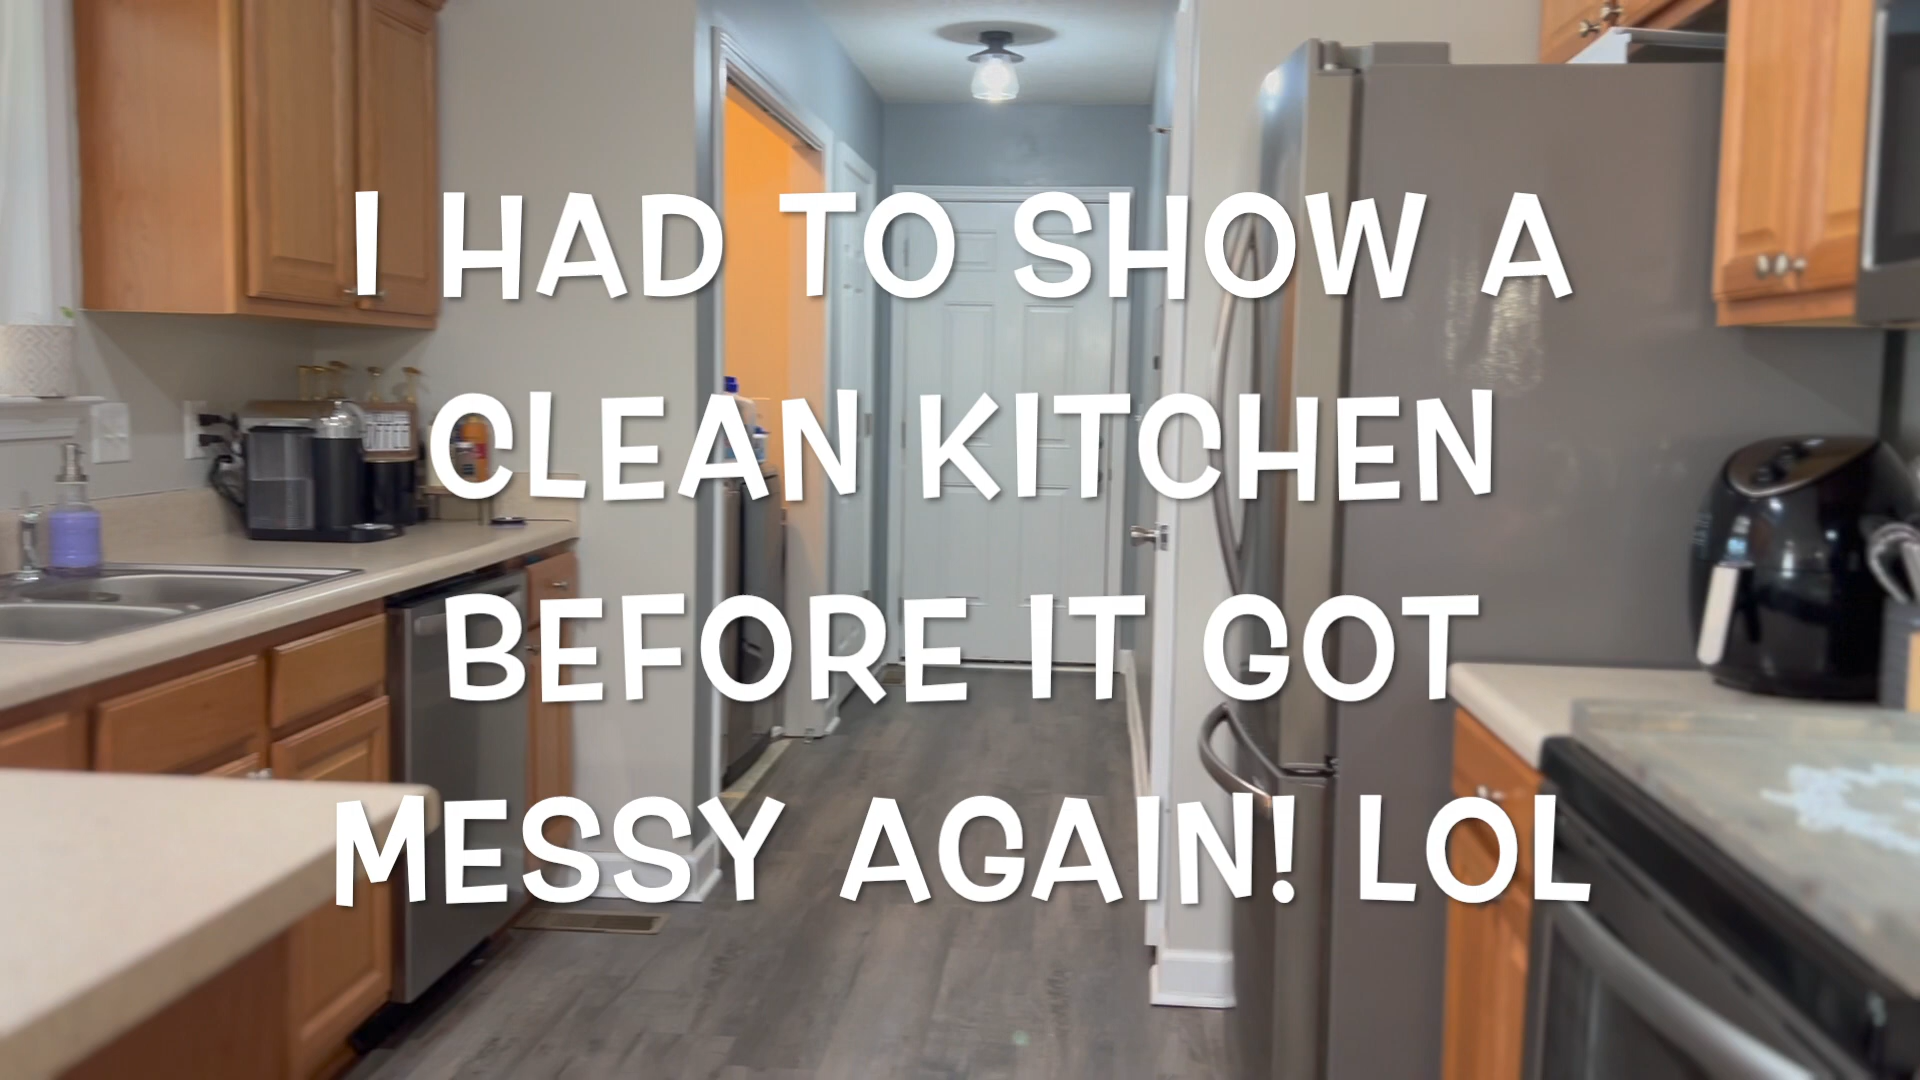 I HAD TO SHOW A
CLEAN KITCHEN
BEFORE IT GOT
MESSY AGAIN! LOL